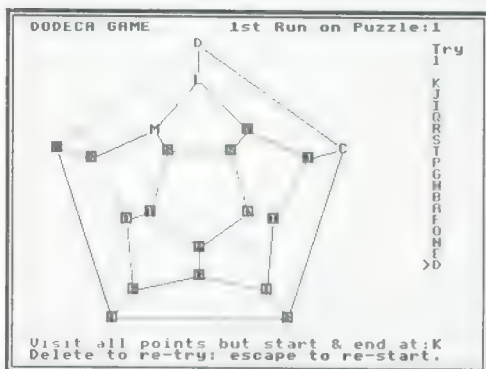 DODECA GAME 1st Run on Puzzle:1
D
Try
1
L
K
J
I
Q
R
S
T
P
G
H
B
A
F
O
N
E
>D
M
C
Visit all points but start & end at:K
Delete to re-try: escape to re-start.